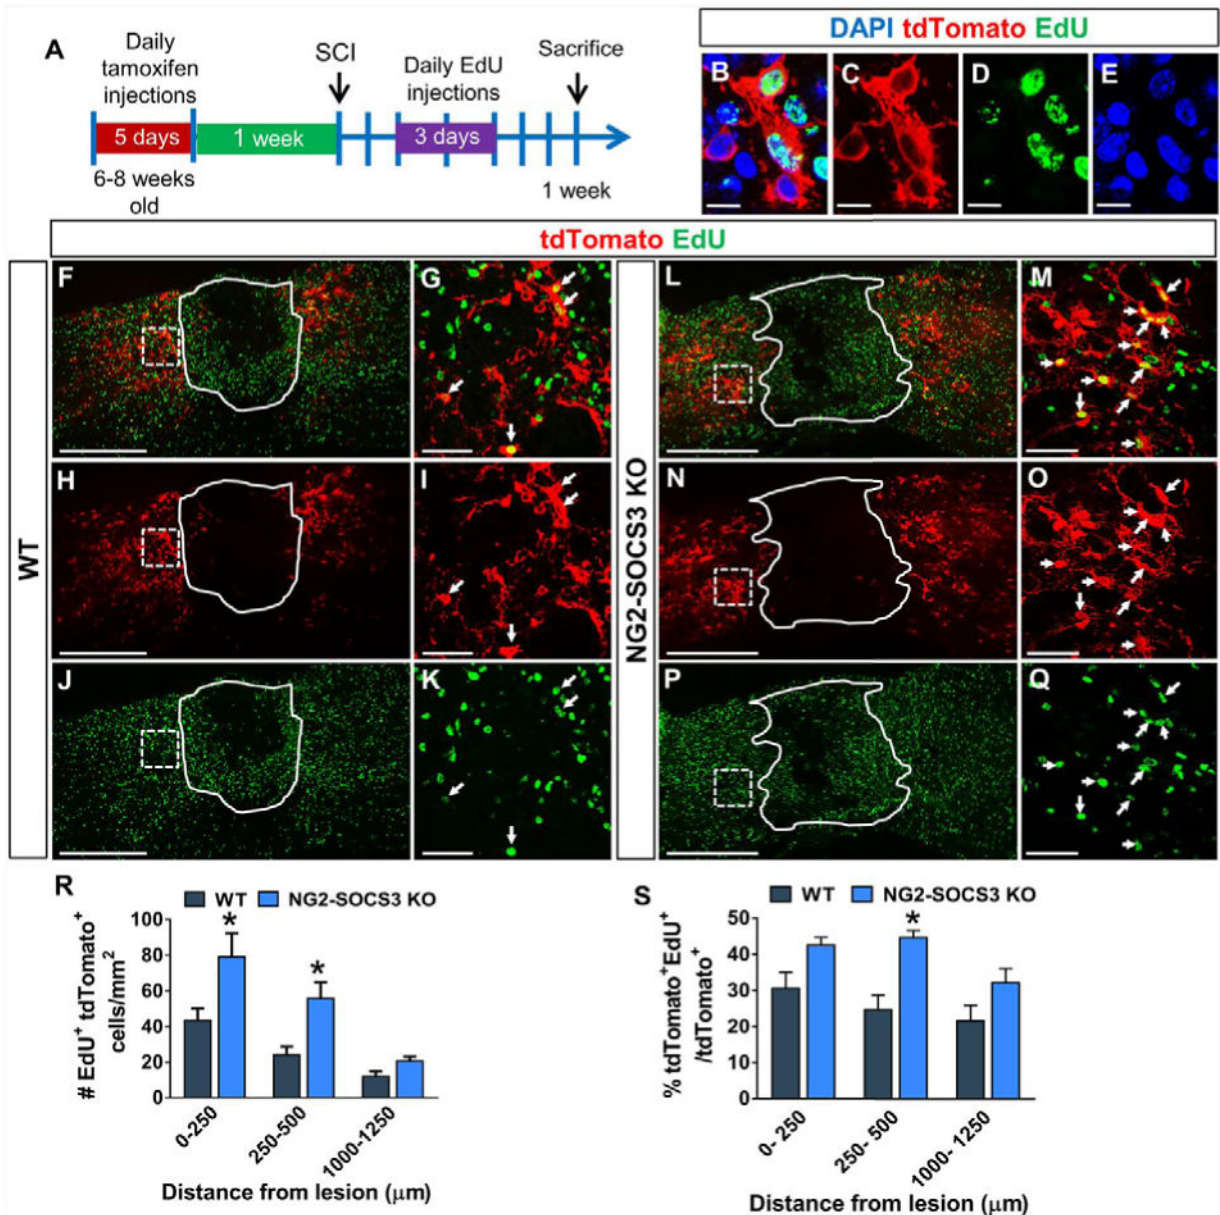 A
Daily
tamoxifen
injections
SCI
Daily EdU
injections
Sacrifice
5 days
1 week
3 days
6-8 weeks
old
1 week
DAPI tdTomato EdU
B
C
D
E
tdTomato EdU
WT
NG2-SOCS3 KO
F
G
L
M
H
I
N
O
J
K
P
Q
R
WT
NG2-SOCS3 KO
# EdU⁺ tdTomato⁺
cells/mm²
100
80
60
40
20
0
*
*
0-250
250-500
1000-1250
Distance from lesion (μm)
S
WT
NG2-SOCS3 KO
% tdTomato⁺EdU⁺
/tdTomato⁺
50
40
30
20
10
0
*
0- 250
250- 500
1000- 1250
Distance from lesion (μm)